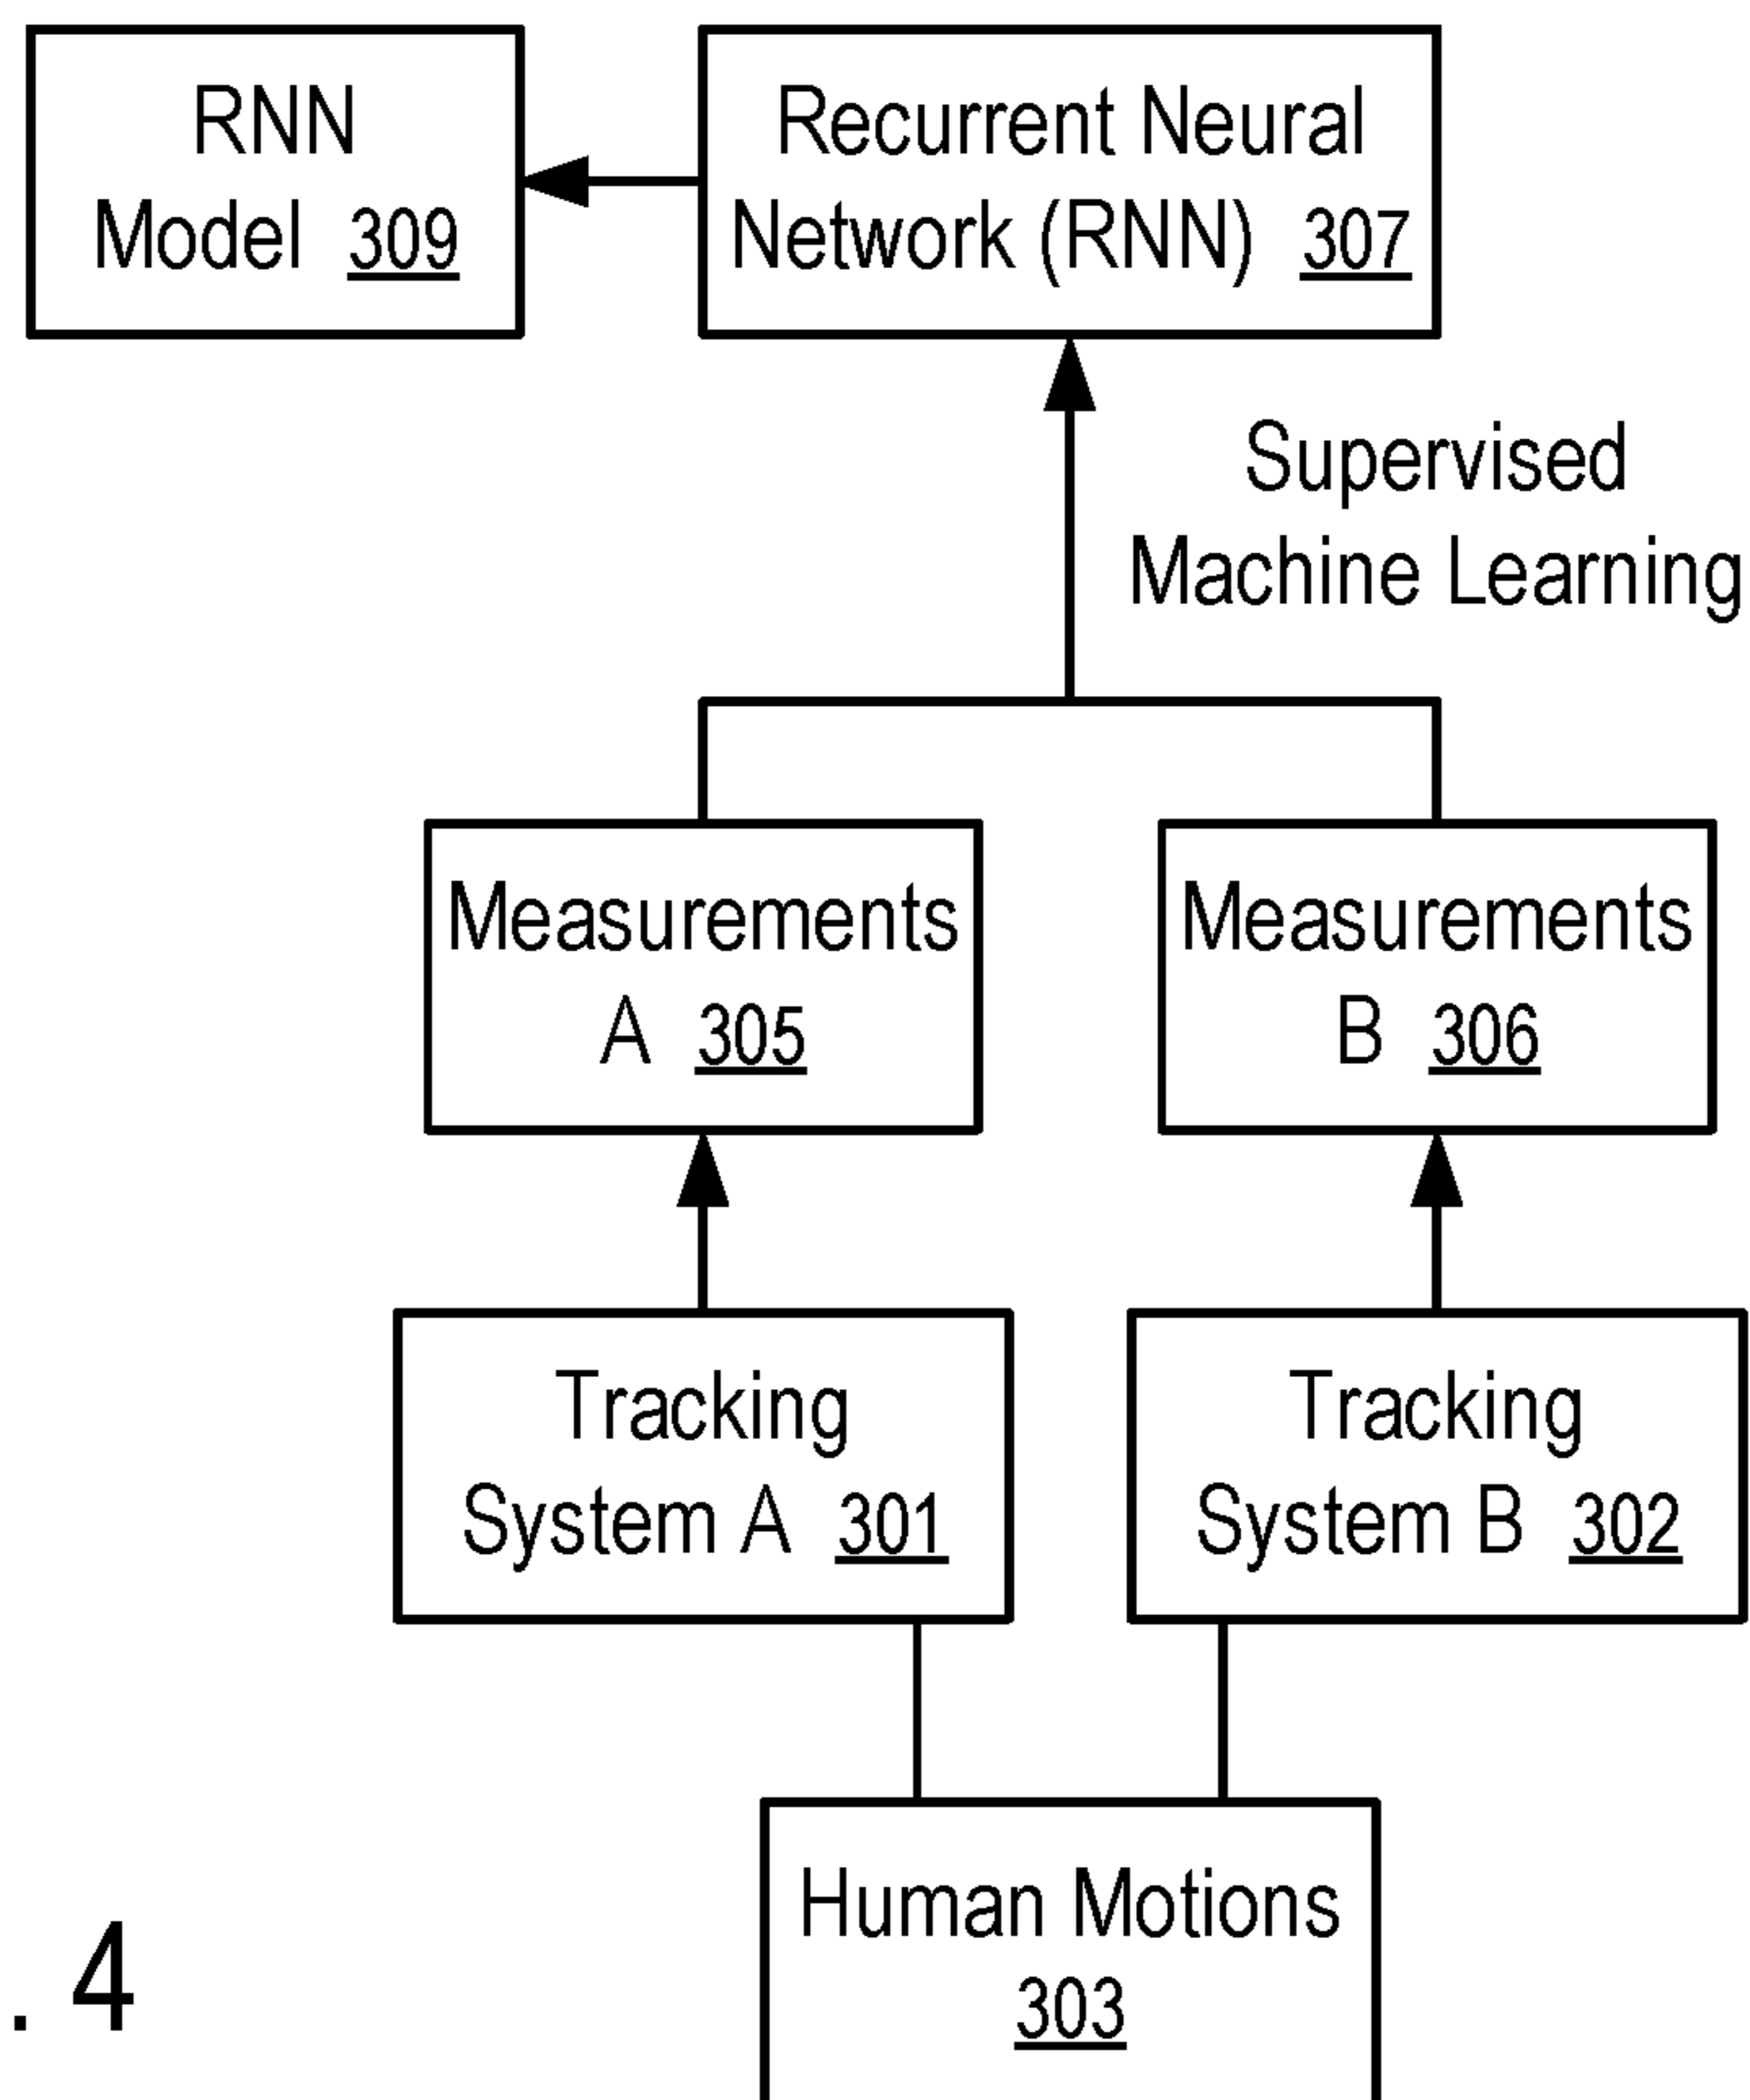 RNN
Model 309
Recurrent Neural
Network (RNN) 307
Supervised
Machine Learning
Measurements
A 305
Measurements
B 306
Tracking
System A 301
Tracking
System B 302
Human Motions
303
. 4